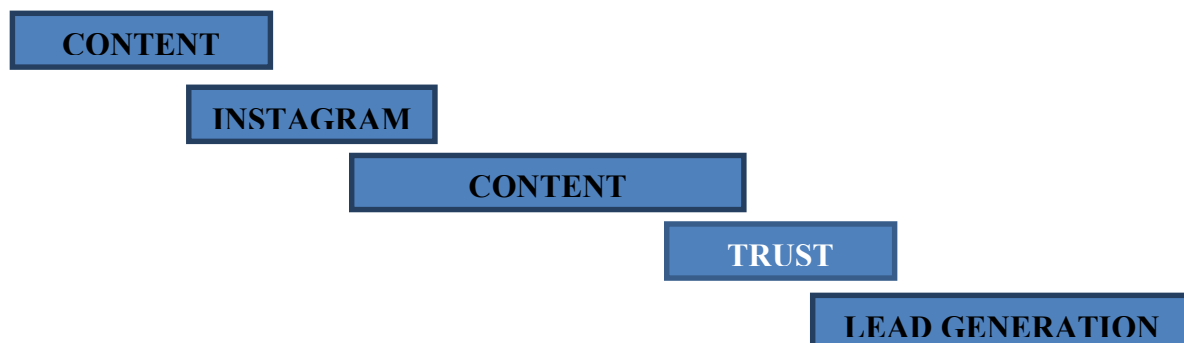 CONTENT
INSTAGRAM
CONTENT
TRUST
LEAD GENERATION